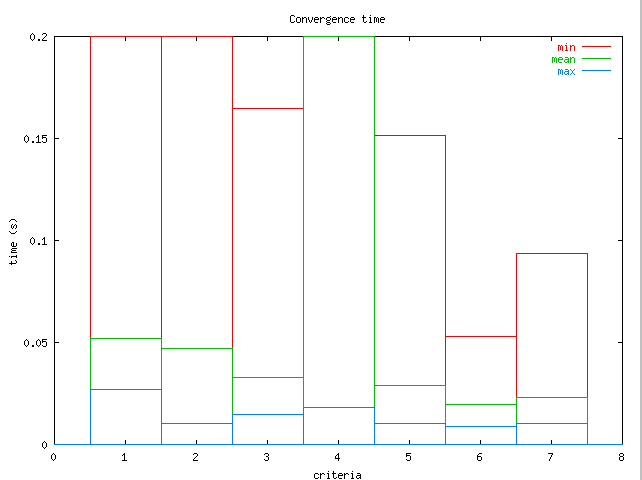 Convergence time
min
mean
max
0.2
0.15
0.1
0.05
0
time (s)
0 1 2 3 4 5 6 7 8
criteria